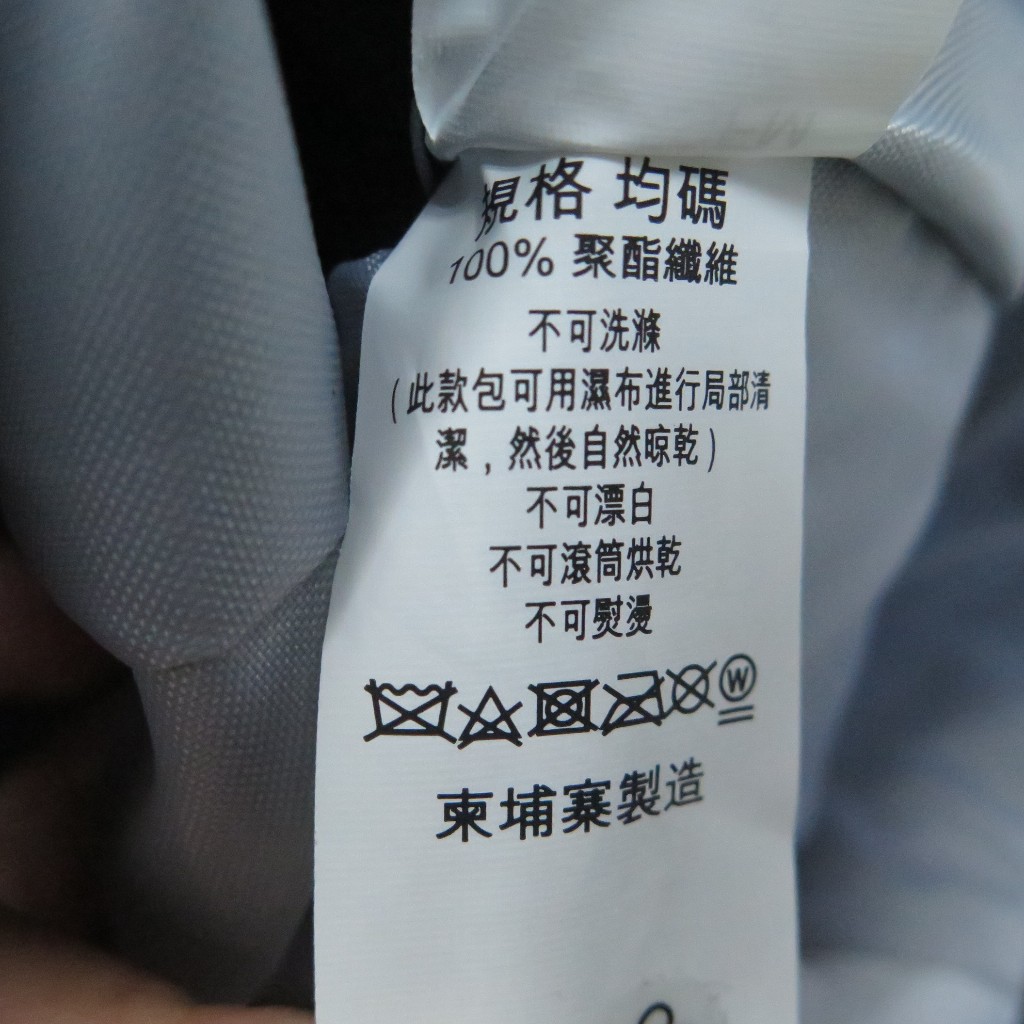 規格 均碼
100% 聚酯纖維
不可洗滌
(此款包可用濕布進行局部清
潔,然後自然晾乾)
不可漂白
不可滾筒烘乾
不可熨燙
W
柬埔寨製造